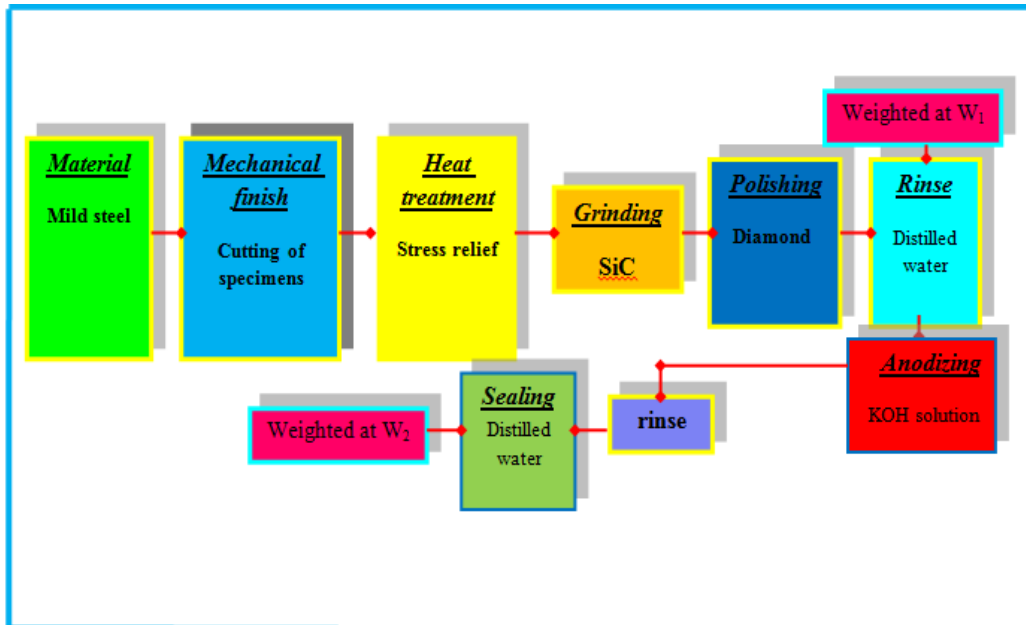 Material
Mild steel
Mechanical
finish
Cutting of
specimens
Heat
treatment
Stress relief
Grinding
SiC
Polishing
Diamond
Weighted at W₁
Rinse
Distilled
water
Anodizing
KOH solution
rinse
Sealing
Distilled
water
Weighted at W₂